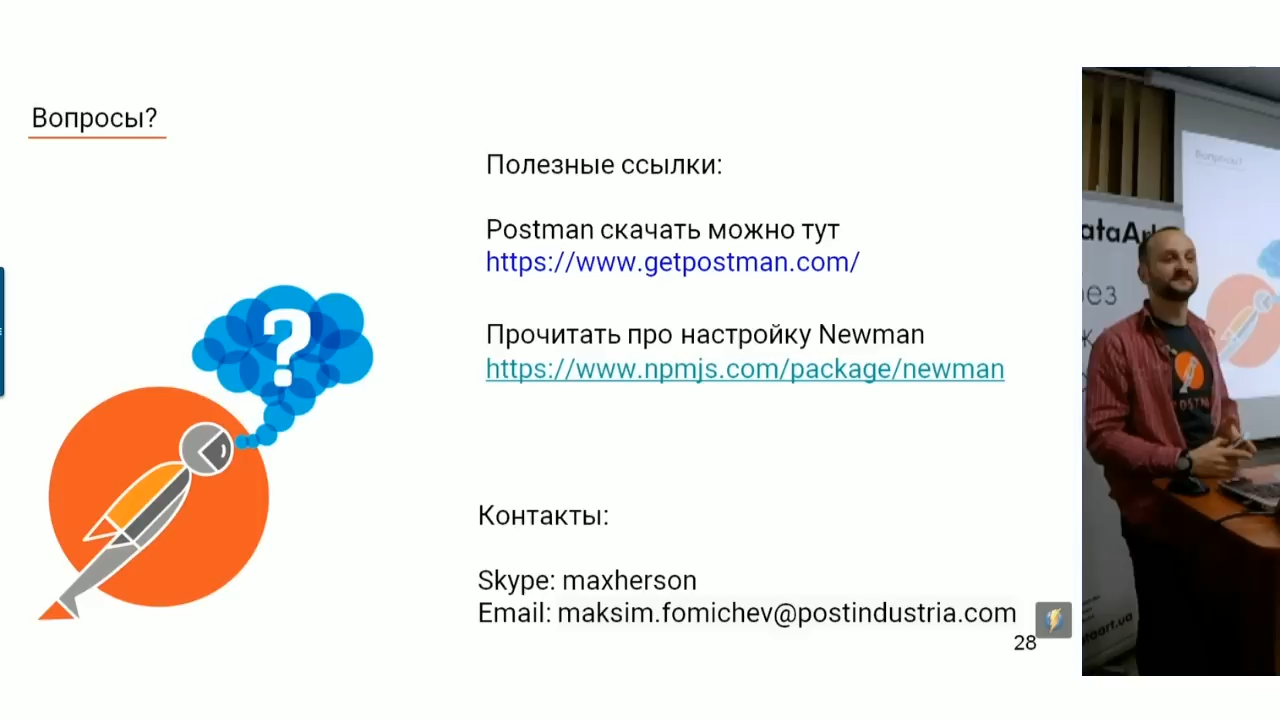 Вопросы?
Полезные ссылки:
Postman скачать можно тут
https://www.getpostman.com/
Прочитать про настройку Newman
https://www.npmjs.com/package/newman
Контакты:
Skype: maxherson
Email: maksim.fomichev@postindustria.com
28
Вопросы?